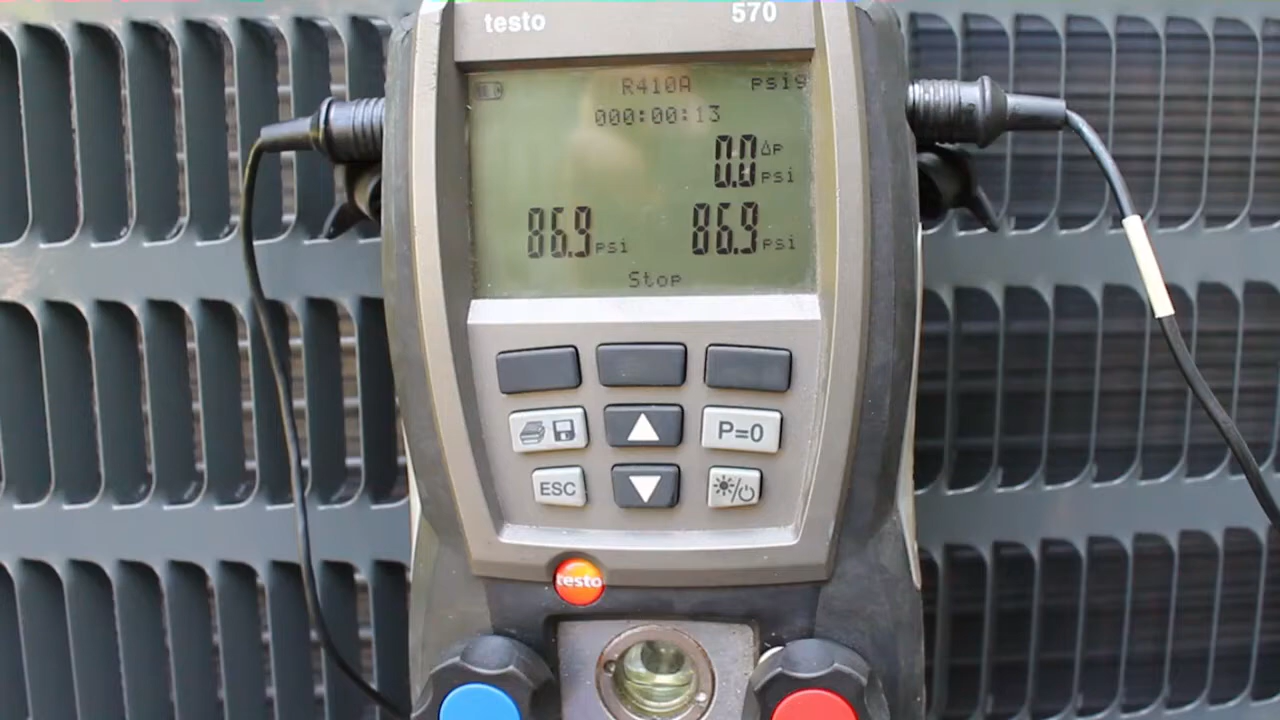 testo 570
R410A psig
000:00:13
0.0 Δp psi
86.9 psi 86.9 psi
Stop
P=0
ESC
testo